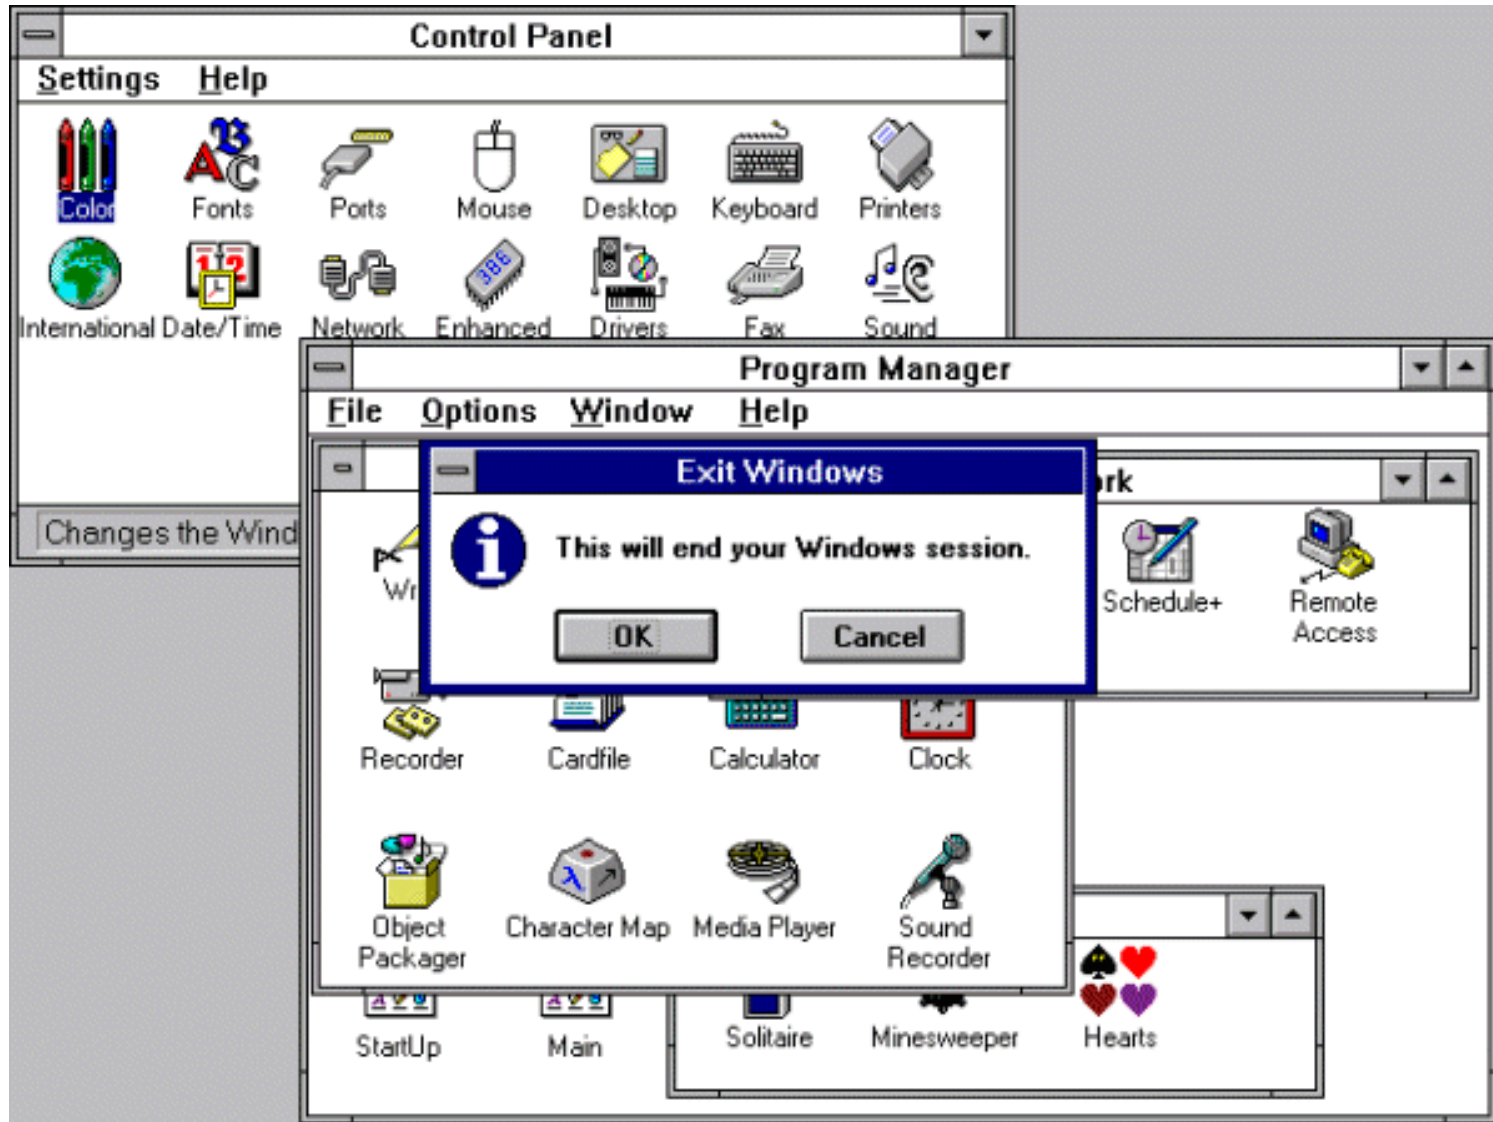 Control Panel
Settings Help
Color Fonts Ports Mouse Desktop Keyboard Printers
386
International Date/Time Network Enhanced Drivers Fax Sound
Changes the Wind
Program Manager
File Options Window Help
Exit Windows
This will end your Windows session.
OK Cancel
Schedule+ Remote
Access
Recorder Cardfile Calculator Clock
Object Character Map Media Player Sound
Packager Recorder
StartUp Main
Solitaire Minesweeper Hearts